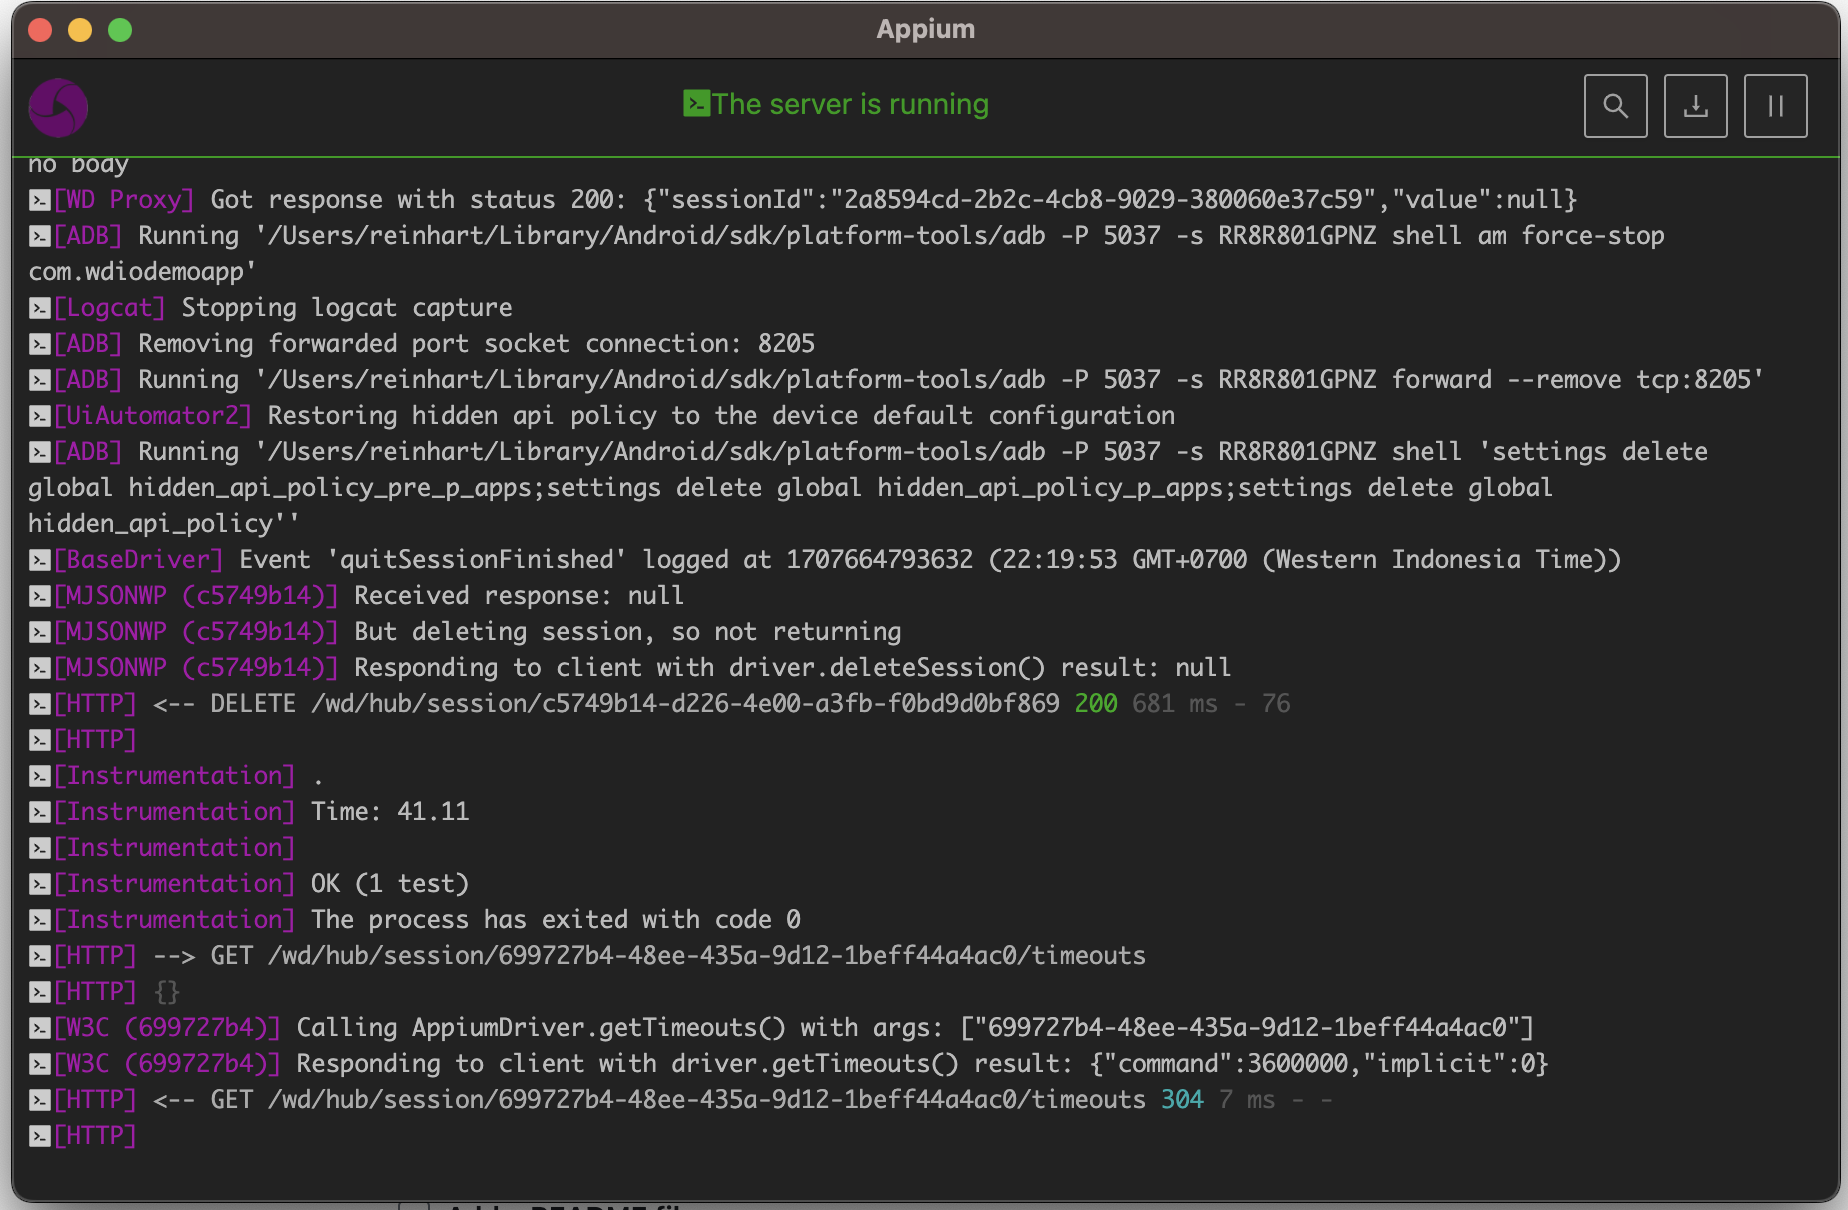 Appium
The server is running
no body
[WD Proxy] Got response with status 200: {"sessionId":"2a8594cd-2b2c-4cb8-9029-380060e37c59","value":null}
[ADB] Running '/Users/reinhart/Library/Android/sdk/platform-tools/adb -P 5037 -s RR8R801GPNZ shell am force-stop
com.wdiodemoapp'
[Logcat] Stopping logcat capture
[ADB] Removing forwarded port socket connection: 8205
[ADB] Running '/Users/reinhart/Library/Android/sdk/platform-tools/adb -P 5037 -s RR8R801GPNZ forward --remove tcp:8205'
[UiAutomator2] Restoring hidden api policy to the device default configuration
[ADB] Running '/Users/reinhart/Library/Android/sdk/platform-tools/adb -P 5037 -s RR8R801GPNZ shell 'settings delete
global hidden_api_policy_pre_p_apps;settings delete global hidden_api_policy_p_apps;settings delete global
hidden_api_policy''
[BaseDriver] Event 'quitSessionFinished' logged at 1707664793632 (22:19:53 GMT+0700 (Western Indonesia Time))
[MJSONWP (c5749b14)] Received response: null
[MJSONWP (c5749b14)] But deleting session, so not returning
[MJSONWP (c5749b14)] Responding to client with driver.deleteSession() result: null
[HTTP] <-- DELETE /wd/hub/session/c5749b14-d226-4e00-a3fb-f0bd9d0bf869 200 681 ms - 76
[HTTP]
[Instrumentation] .
[Instrumentation] Time: 41.11
[Instrumentation]
[Instrumentation] OK (1 test)
[Instrumentation] The process has exited with code 0
[HTTP] --> GET /wd/hub/session/699727b4-48ee-435a-9d12-1beff44a4ac0/timeouts
[HTTP] {}
[W3C (699727b4)] Calling AppiumDriver.getTimeouts() with args: ["699727b4-48ee-435a-9d12-1beff44a4ac0"]
[W3C (699727b4)] Responding to client with driver.getTimeouts() result: {"command":3600000,"implicit":0}
[HTTP] <-- GET /wd/hub/session/699727b4-48ee-435a-9d12-1beff44a4ac0/timeouts 304 7 ms - -
[HTTP]